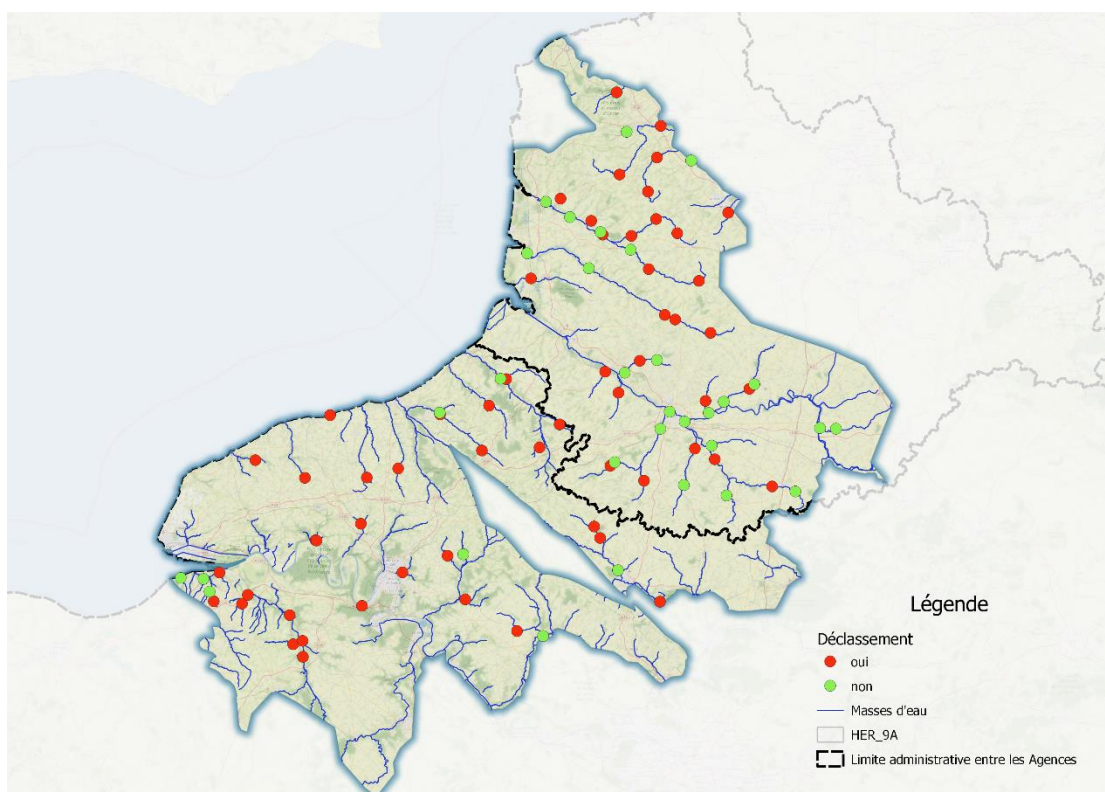 Légende
Déclassement
oui
non
Masses d'eau
HER_9A
Limite administrative entre les Agences